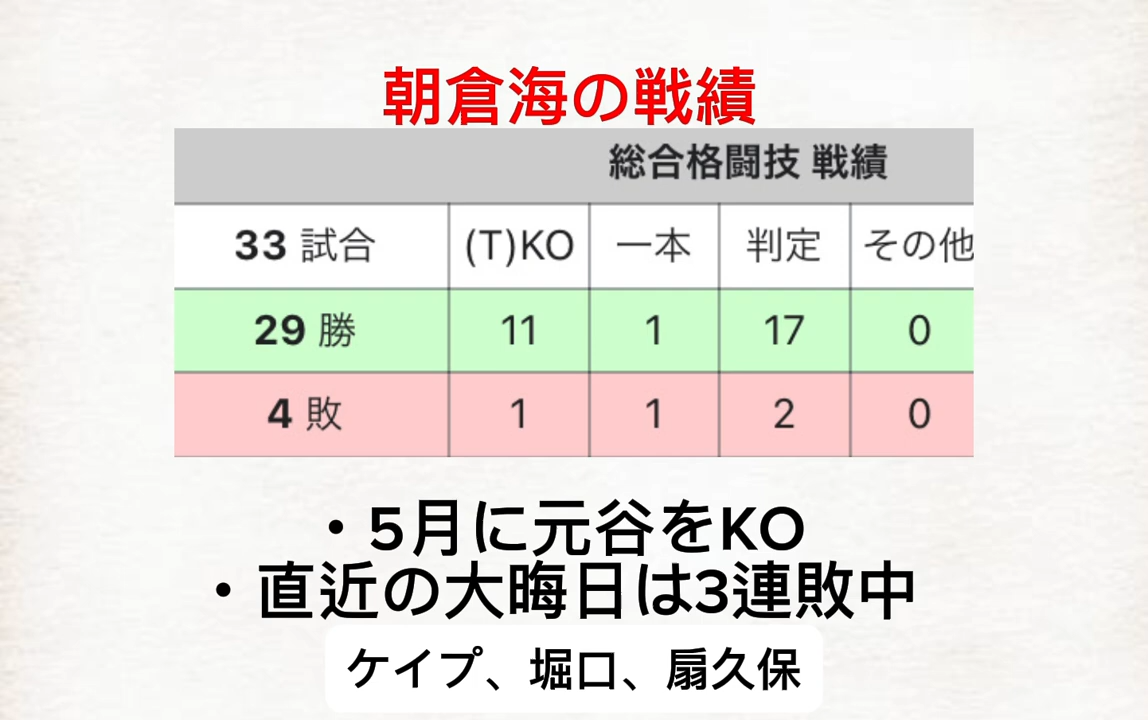 朝倉海の戦績
総合格闘技 戦績
33 試合 (T)KO 一本 判定 その他
29 勝 11 1 17 0
4 敗 1 1 2 0
・5月に元谷をKO
・直近の大晦日は3連敗中
ケイプ、堀口、扇久保